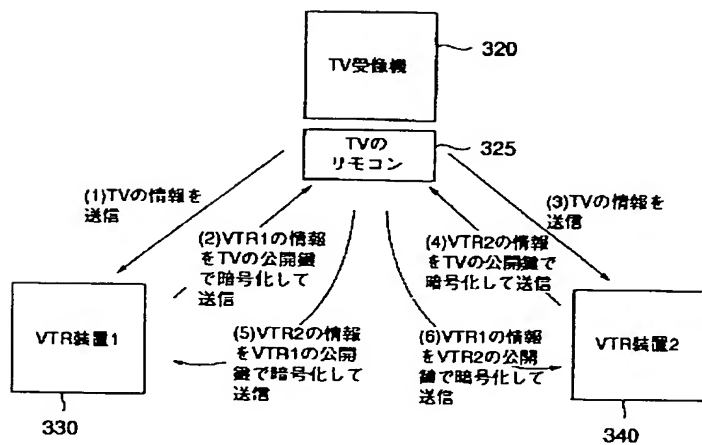 TV受像機
320
TVの
リモコン
325
(1)TVの情報を
送信
(2)VTR1の情報
をTVの公開鍵
で暗号化して
送信
(3)TVの情報を
送信
(4)VTR2の情報
をTVの公開鍵で
暗号化して送信
VTR装置1
330
(5)VTR2の情報
をVTR1の公開
鍵で暗号化して
送信
(6)VTR1の情
報をVTR2の公開
鍵で暗号化して
送信
VTR装置2
340